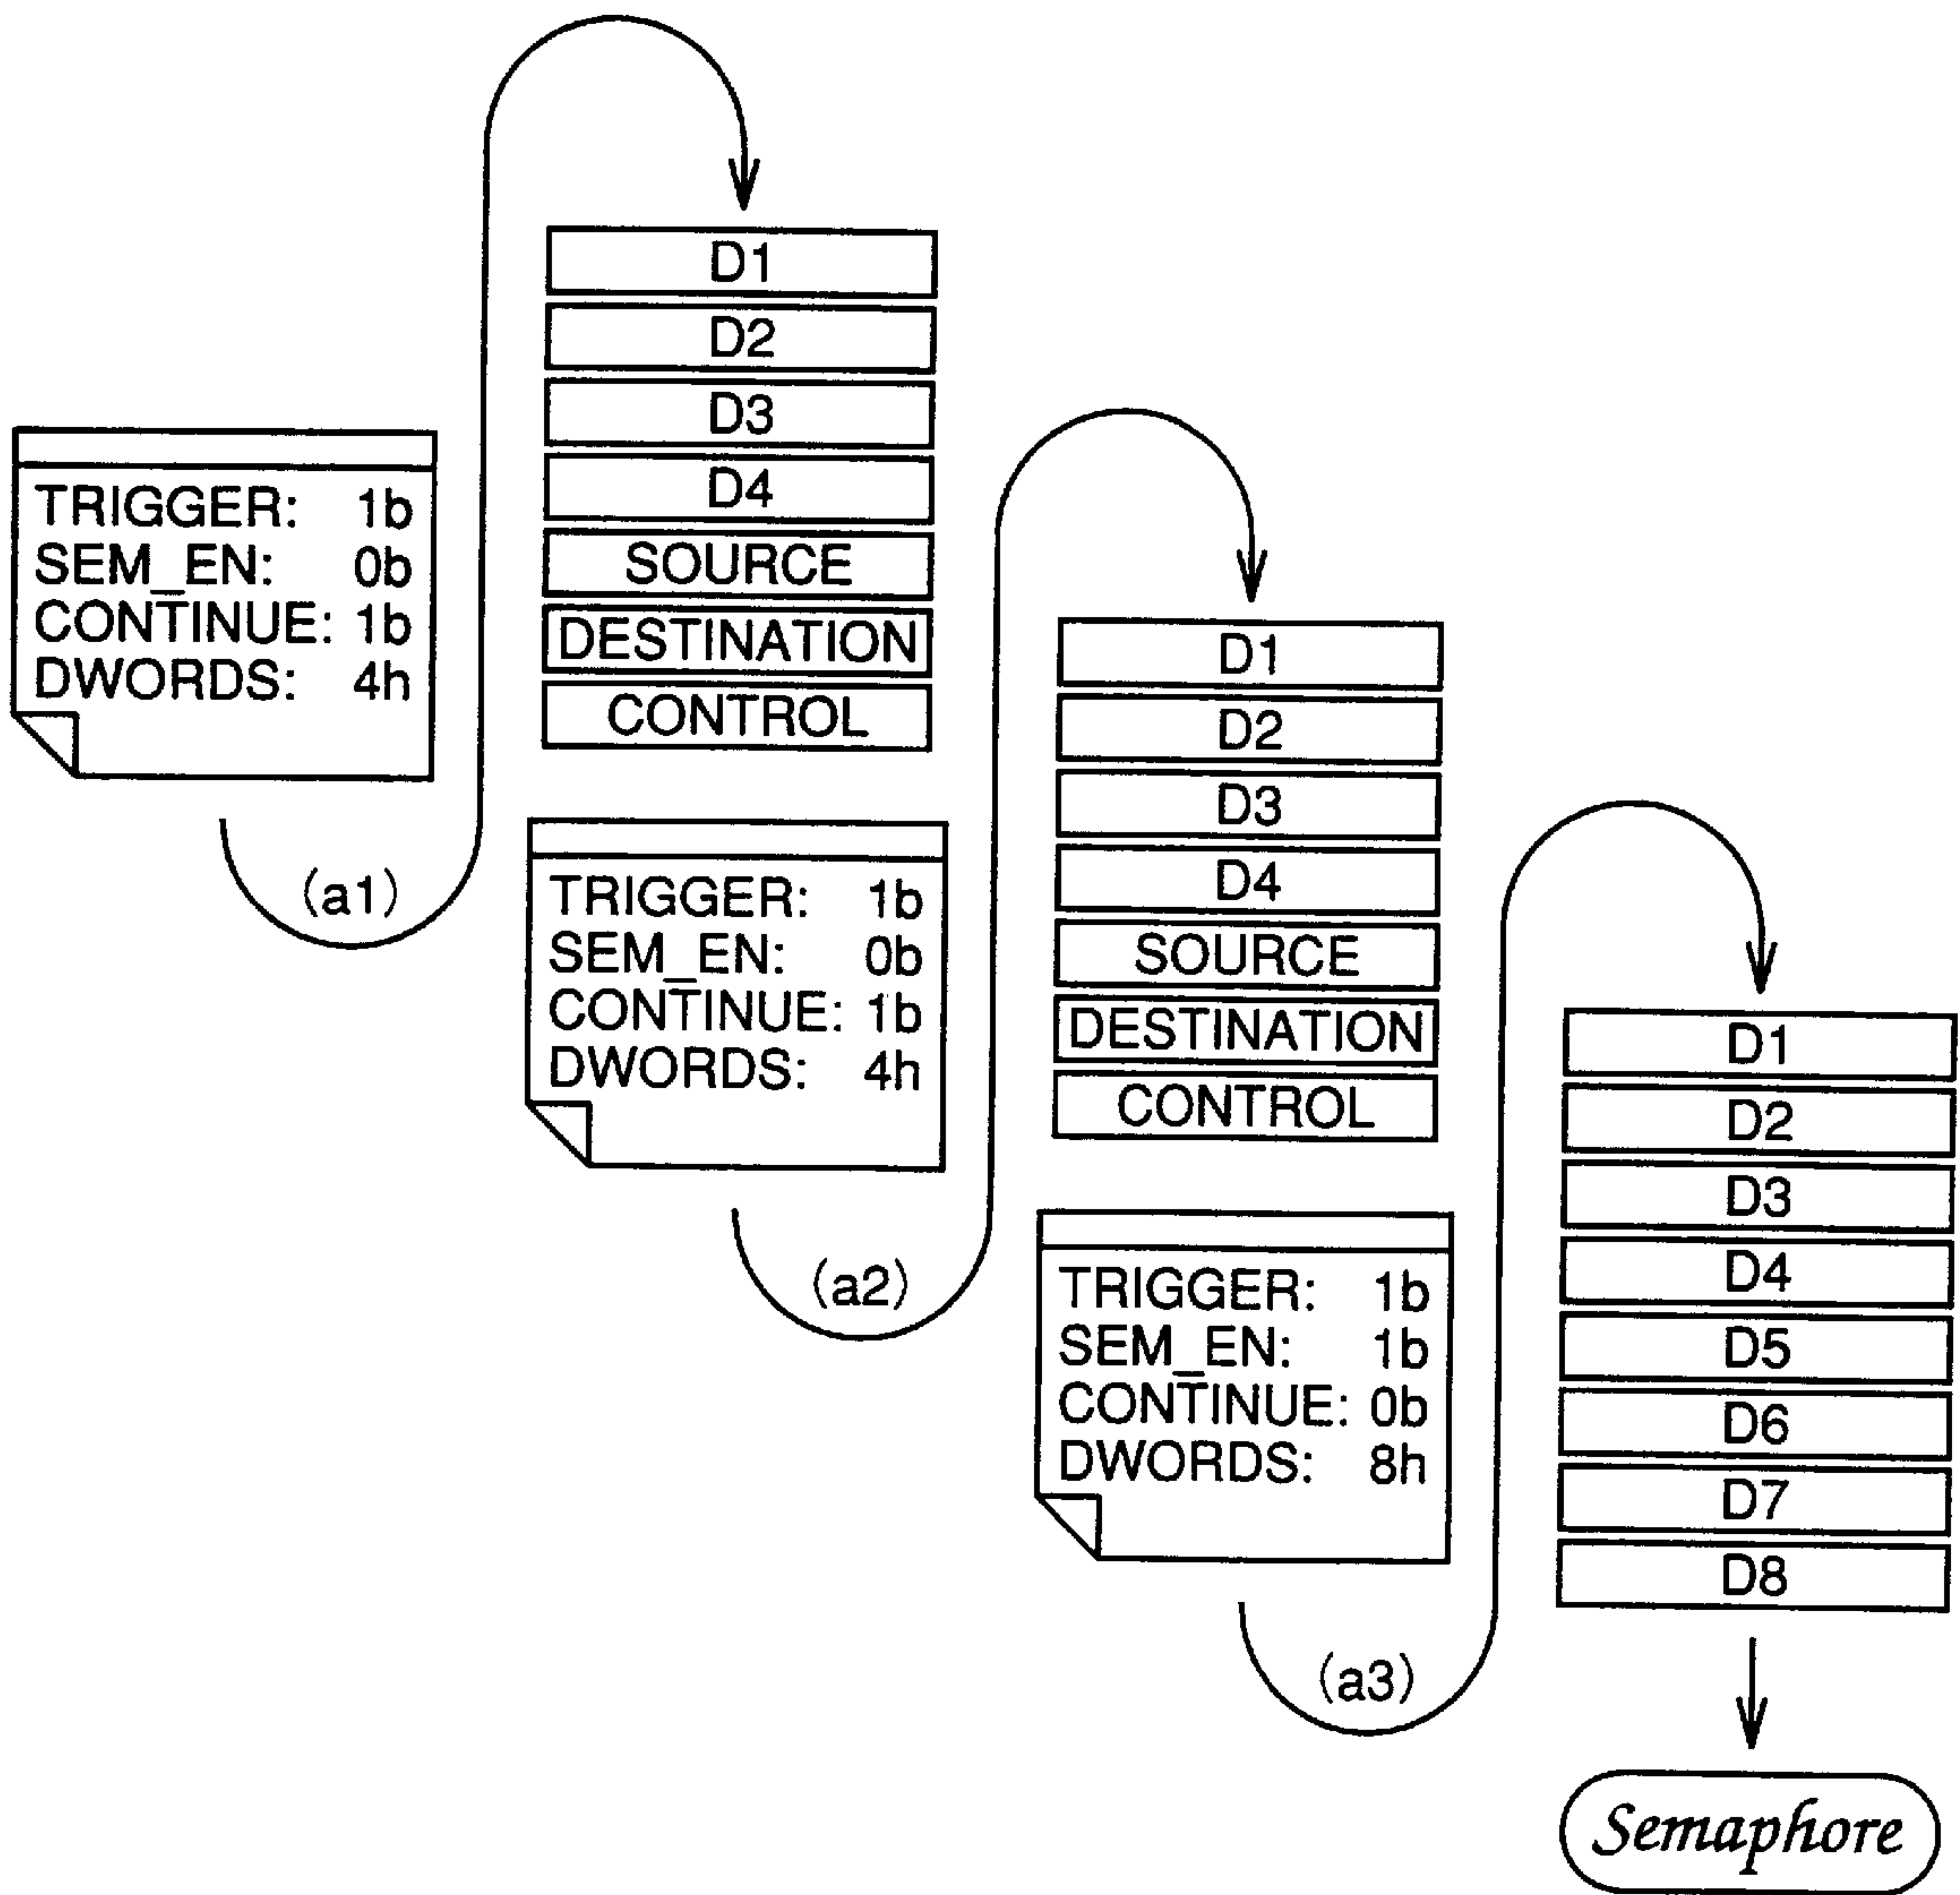 TRIGGER: 1b
SEM_EN: 0b
CONTINUE: 1b
DWORDS: 4h
(a1)
D1
D2
D3
D4
SOURCE
DESTINATION
CONTROL
TRIGGER: 1b
SEM_EN: 0b
CONTINUE: 1b
DWORDS: 4h
(a2)
D1
D2
D3
D4
SOURCE
DESTINATION
CONTROL
TRIGGER: 1b
SEM_EN: 1b
CONTINUE: 0b
DWORDS: 8h
(a3)
D1
D2
D3
D4
D5
D6
D7
D8
Semaphore